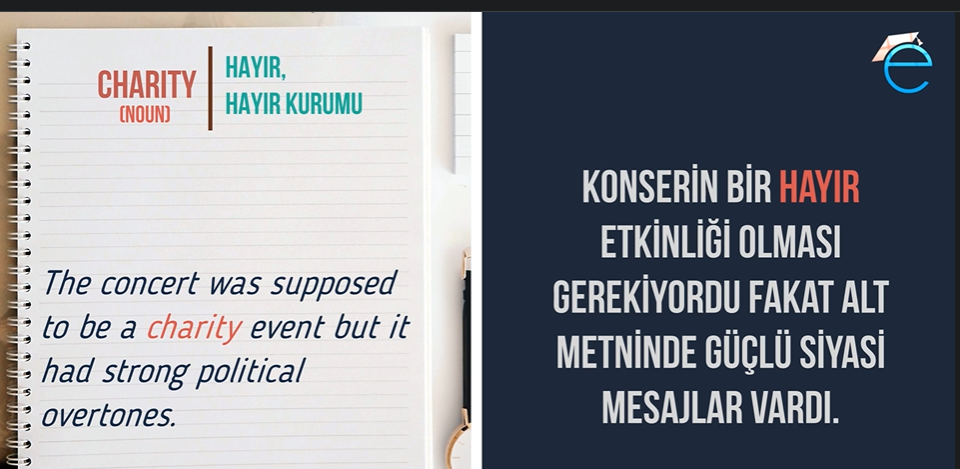 CHARITY
(NOUN)
HAYIR,
HAYIR KURUMU
The concert was supposed
to be a charity event but it
had strong political
overtones.
e
KONSERİN BİR HAYIR
ETKİNLİĞİ OLMASI
GEREKİYORDU FAKAT ALT
METNİNDE GÜÇLÜ SİYASİ
MESAJLAR VARDI.